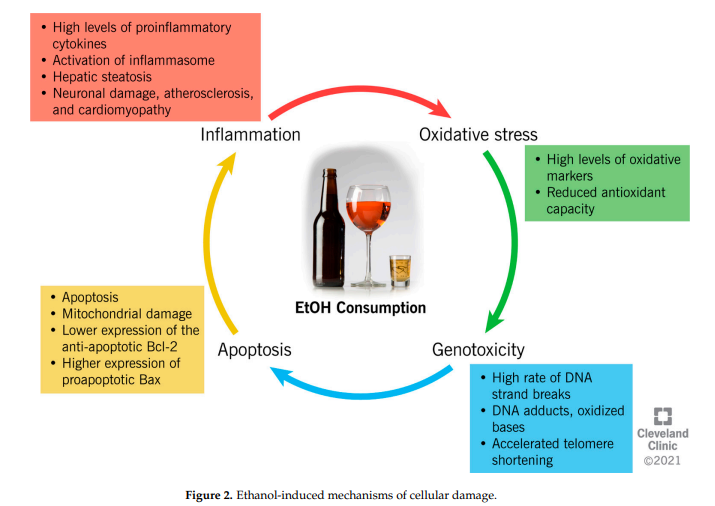 • High levels of proinflammatory
cytokines
• Activation of inflammasome
• Hepatic steatosis
• Neuronal damage, atherosclerosis,
and cardiomyopathy
Inflammation
Oxidative stress
• High levels of oxidative
markers
• Reduced antioxidant
capacity
EtOH Consumption
• Apoptosis
• Mitochondrial damage
• Lower expression of the
anti-apoptotic Bcl-2
• Higher expression of
proapoptotic Bax
Apoptosis
Genotoxicity
• High rate of DNA
strand breaks
• DNA adducts, oxidized
bases
• Accelerated telomere
shortening
Cleveland
Clinic
©2021
Figure 2. Ethanol-induced mechanisms of cellular damage.